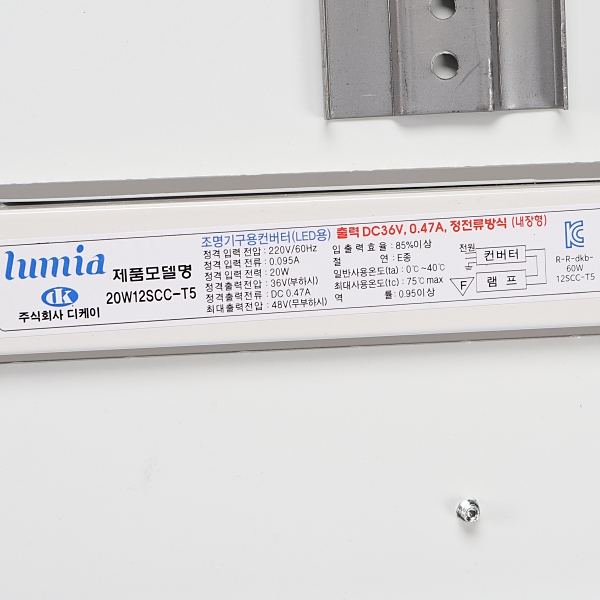 lumia
제품모델명
20W12SCC-T5
주식회사 디케이
조명기구용컨버터(LED용) 출력 DC36V, 0.47A, 정전류방식 (내장형)
정격 입력 전압 : 220V/60Hz
정격 입력 전류 : 0.095A
정격 입력 전력 : 20W
정격출력전압 : 36V(부하시)
정격출력전류 : DC 0.47A
최대출력전압 : 48V(무부하시)
입 출 력 효 율 : 85%이상
절 연 : E종
일반사용온도(ta) : 0℃~40℃
최대사용온도(tc) : 75℃ max
역 률 : 0.95이상
전원
컨버터
램 프
F
R-R-dkb-
60W
12SCC-T5